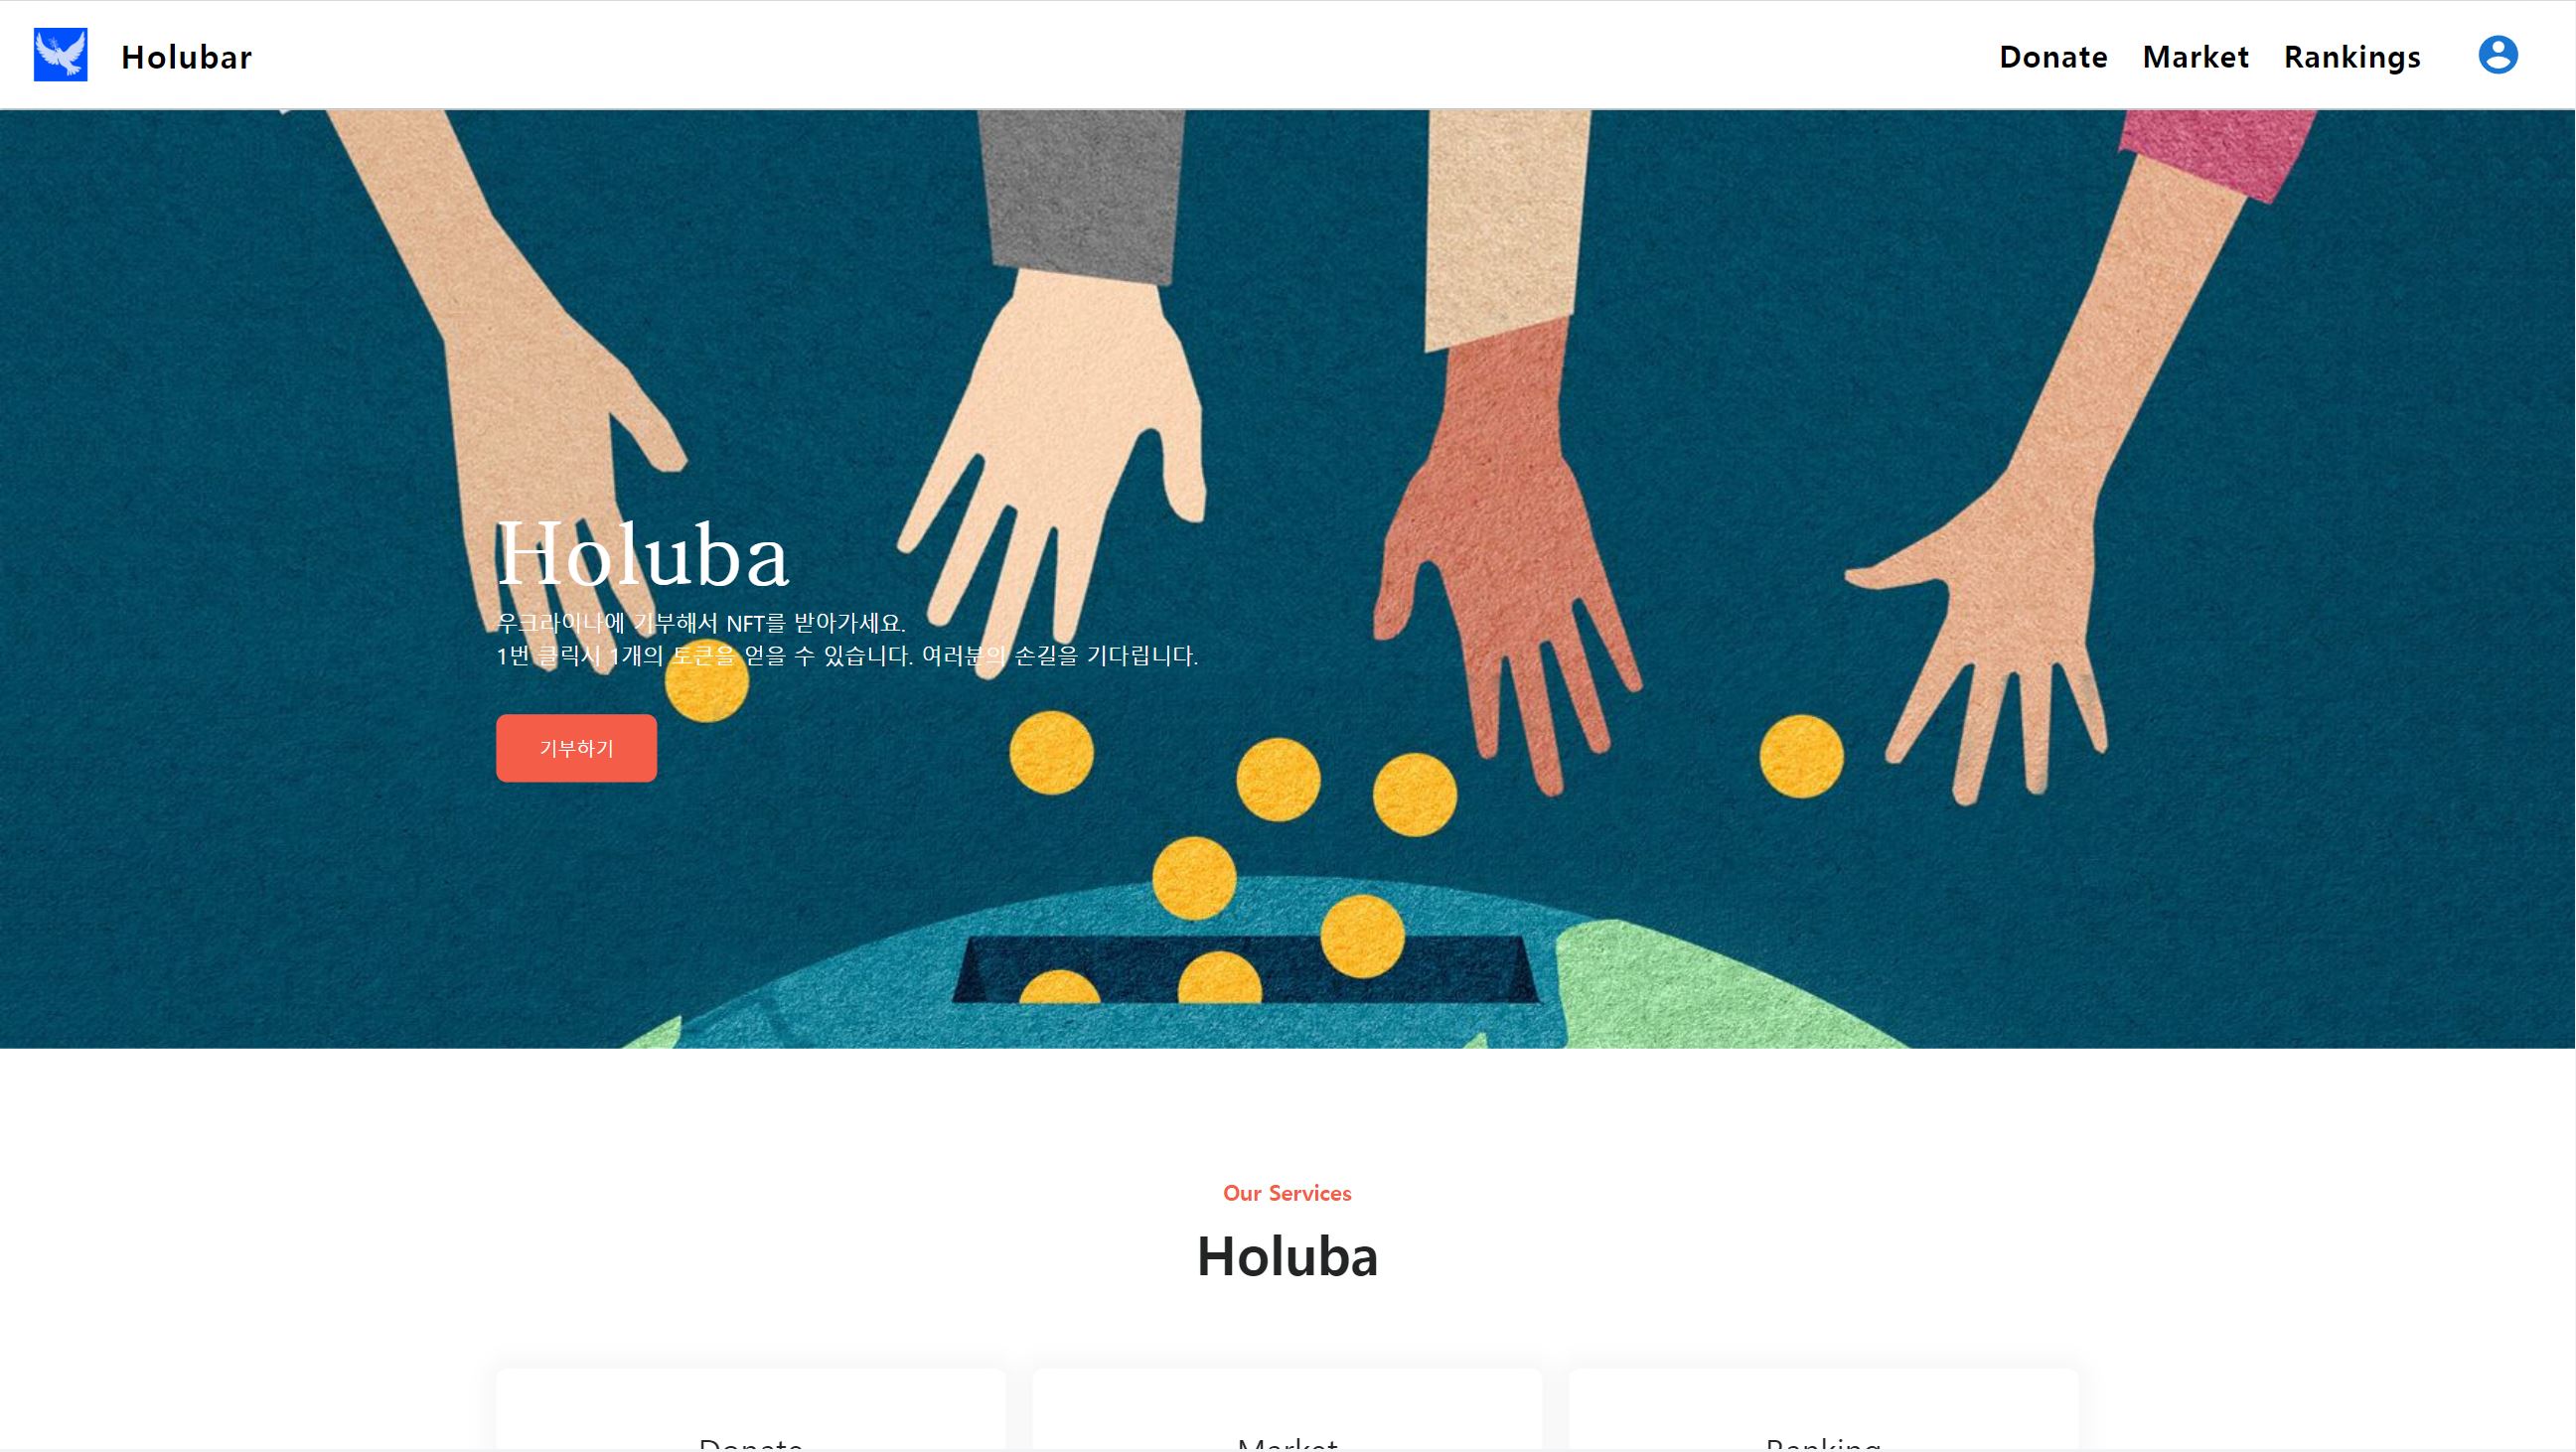 Holubar
Donate Market Rankings
Holuba
우크라이나에 기부해서 NFT를 받아가세요.
1번 클릭시 1개의 토큰을 얻을 수 있습니다. 여러분의 손길을 기다립니다.
기부하기
Our Services
Holuba
Donate Market Ranking